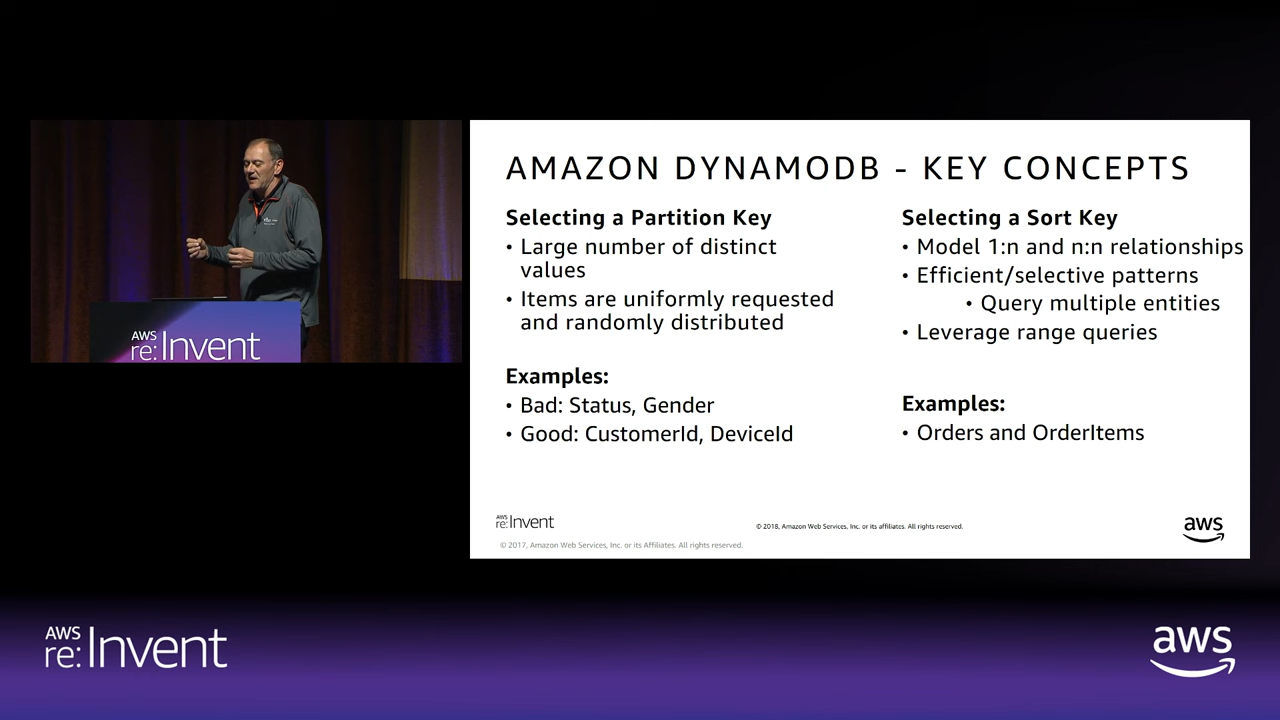 AMAZON DYNAMODB - KEY CONCEPTS
Selecting a Partition Key
• Large number of distinct
values
• Items are uniformly requested
and randomly distributed
Examples:
• Bad: Status, Gender
• Good: CustomerId, DeviceId
Selecting a Sort Key
• Model 1:n and n:n relationships
• Efficient/selective patterns
• Query multiple entities
• Leverage range queries
Examples:
• Orders and OrderItems
AWS
re:Invent
© 2018, Amazon Web Services, Inc. or its affiliates. All rights reserved.
aws
© 2017, Amazon Web Services, Inc. or its Affiliates. All rights reserved.
AWS
re:Invent
AWS
re:Invent
aws